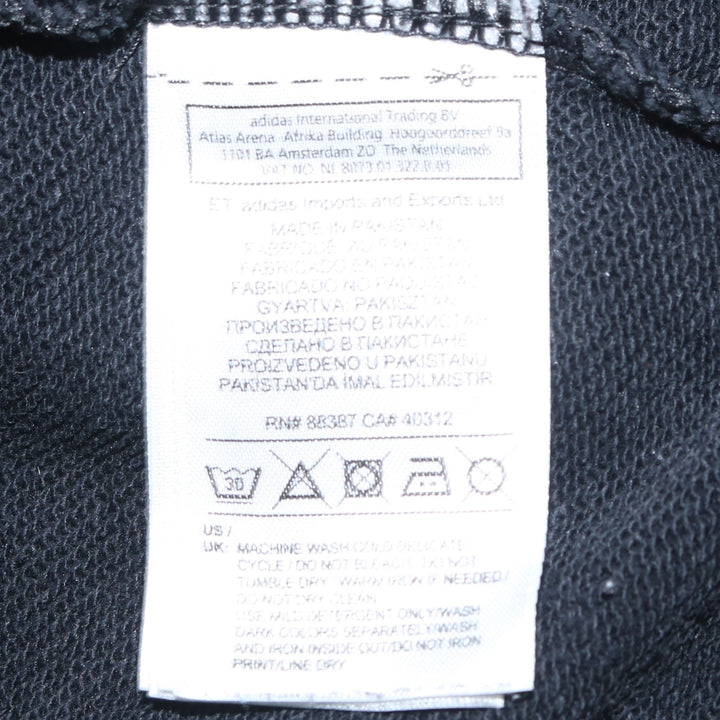 adidas International Trading BV
Atlas Arena Afrika Building. Hoogoorddreef 9a
1101 BA Amsterdam ZO The Netherlands
VAT NO. NL 8073.01.322.B.01
ET adidas Imports and Exports Ltd
MADE IN PAKISTAN
FABRIQUÉ AU PAKISTAN
FABRICADO EN PAKISTAN
FABRICADO NO PAQUISTAO
GYARTVA: PAKISZTAN
ПРОИЗВЕДЕНО В ПАКИСТАН
СДЕЛАНО В ПАКИСТАНЕ
PROIZVEDENO U PAKISTANU
PAKISTAN'DA IMAL EDILMISTIR
RN# 88387 CA# 40312
30
US /
UK: MACHINE WASH COLD DELICATE
CYCLE / DO NOT BLEACH / DO NOT
TUMBLE DRY / WARM IRON IF NEEDED /
DO NOT DRY CLEAN
USE MILD DETERGENT ONLY/WASH
DARK COLORS SEPARATELY/WASH
AND IRON INSIDE OUT/DO NOT IRON
PRINT/LINE DRY